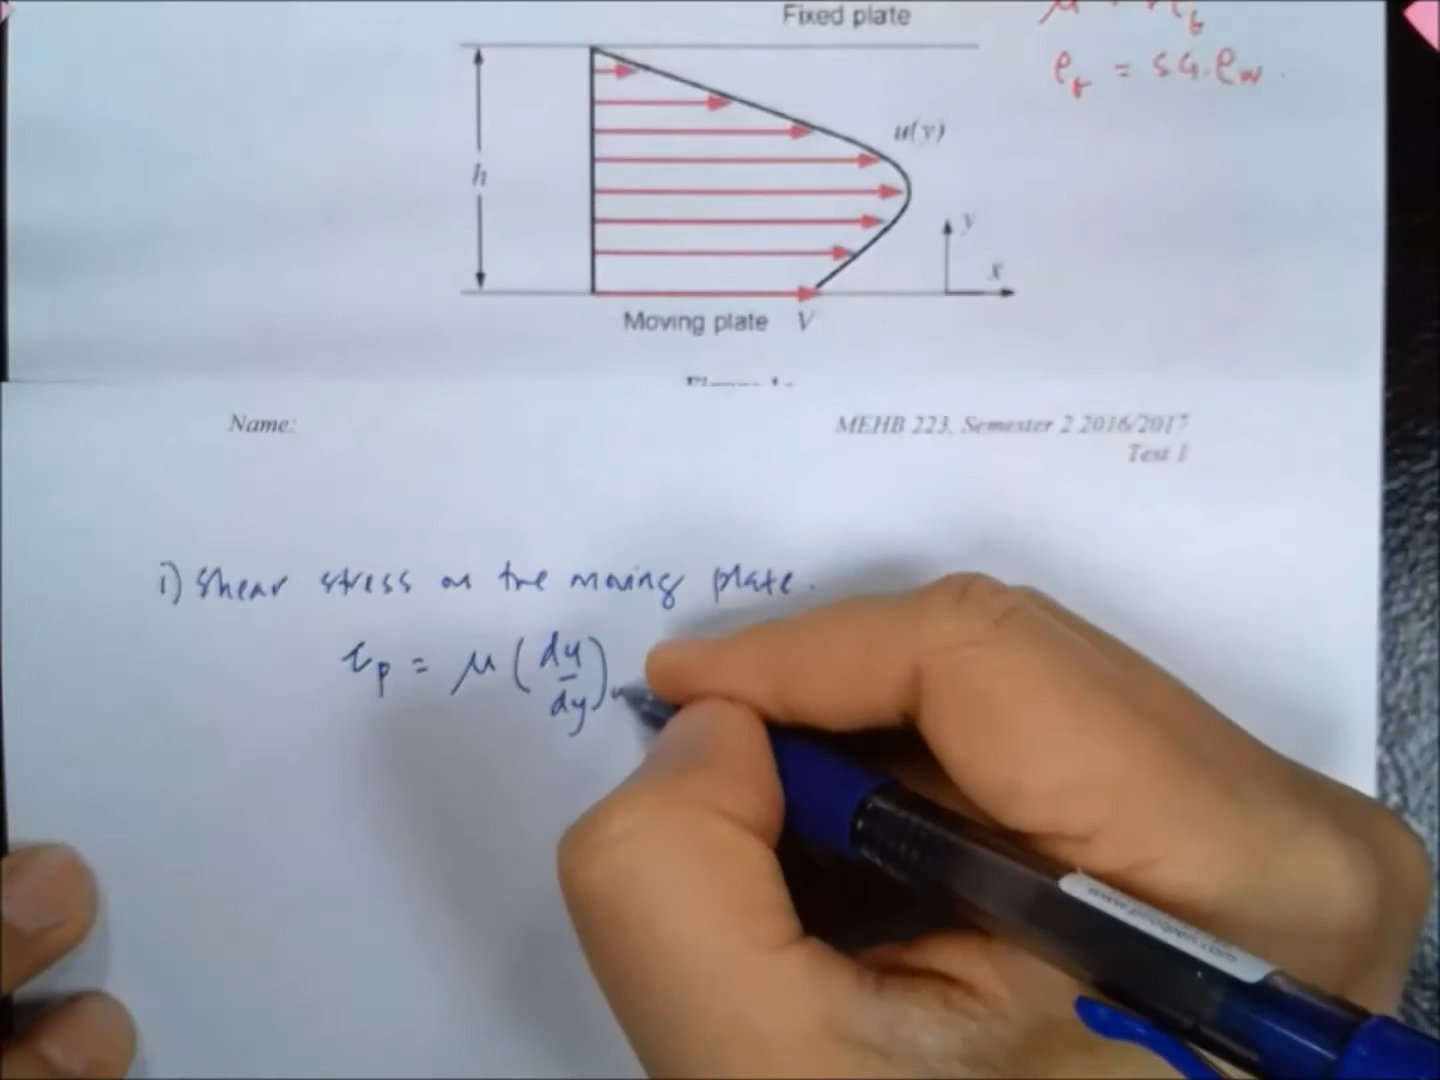 Fixed plate
ρf = SG.ρw.
u(y)
h
y
x
Moving plate V
Name:
MEHB 223, Semester 2 2016/2017
Test 1
i) shear stress on the moving plate.
τp = μ (du/dy)